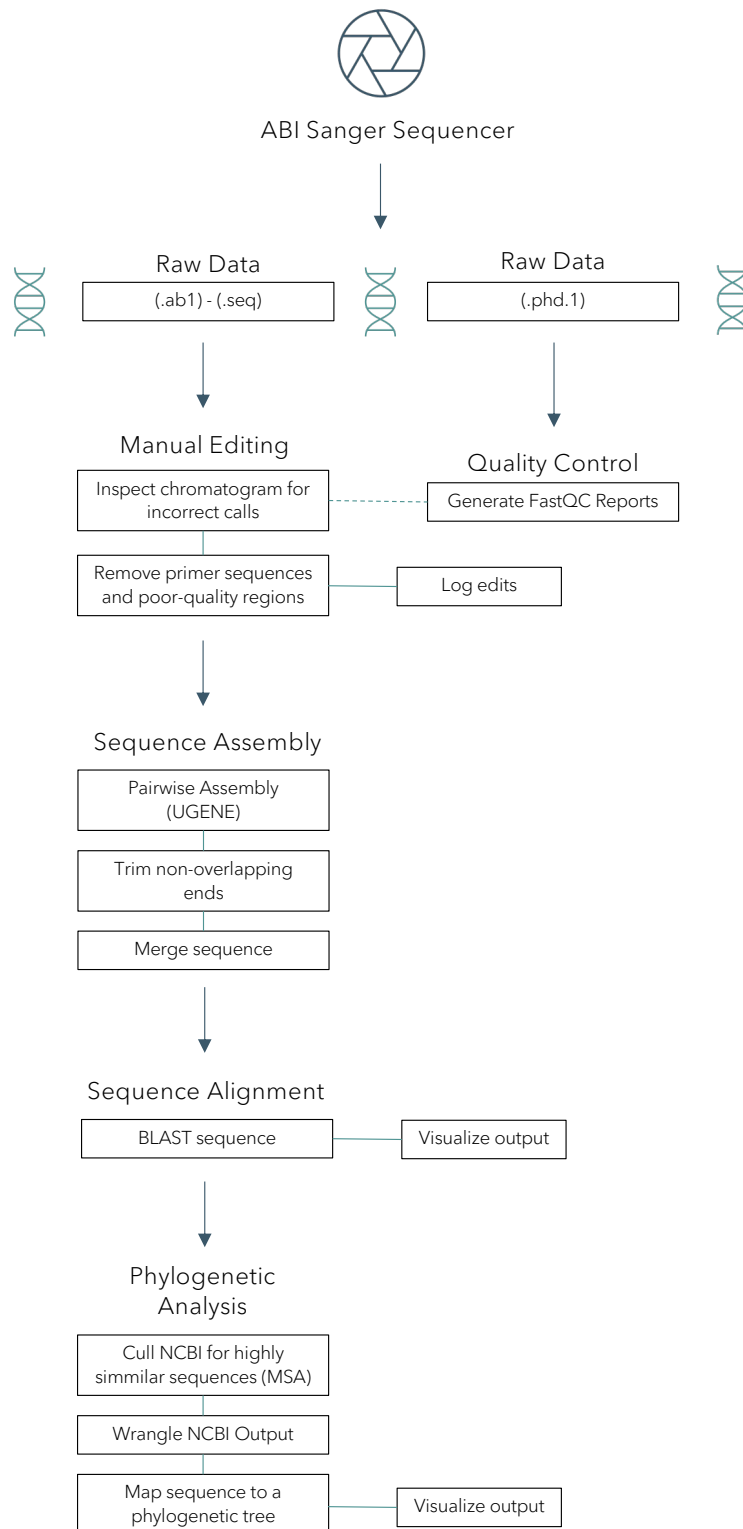 ABI Sanger Sequencer
Raw Data
(.ab1) - (.seq)
Raw Data
(.phd.1)
Manual Editing
Inspect chromatogram for
incorrect calls
Quality Control
Generate FastQC Reports
Remove primer sequences
and poor-quality regions
Log edits
Sequence Assembly
Pairwise Assembly
(UGENE)
Trim non-overlapping
ends
Merge sequence
Sequence Alignment
BLAST sequence
Visualize output
Phylogenetic
Analysis
Cull NCBI for highly
simmilar sequences (MSA)
Wrangle NCBI Output
Map sequence to a
phylogenetic tree
Visualize output